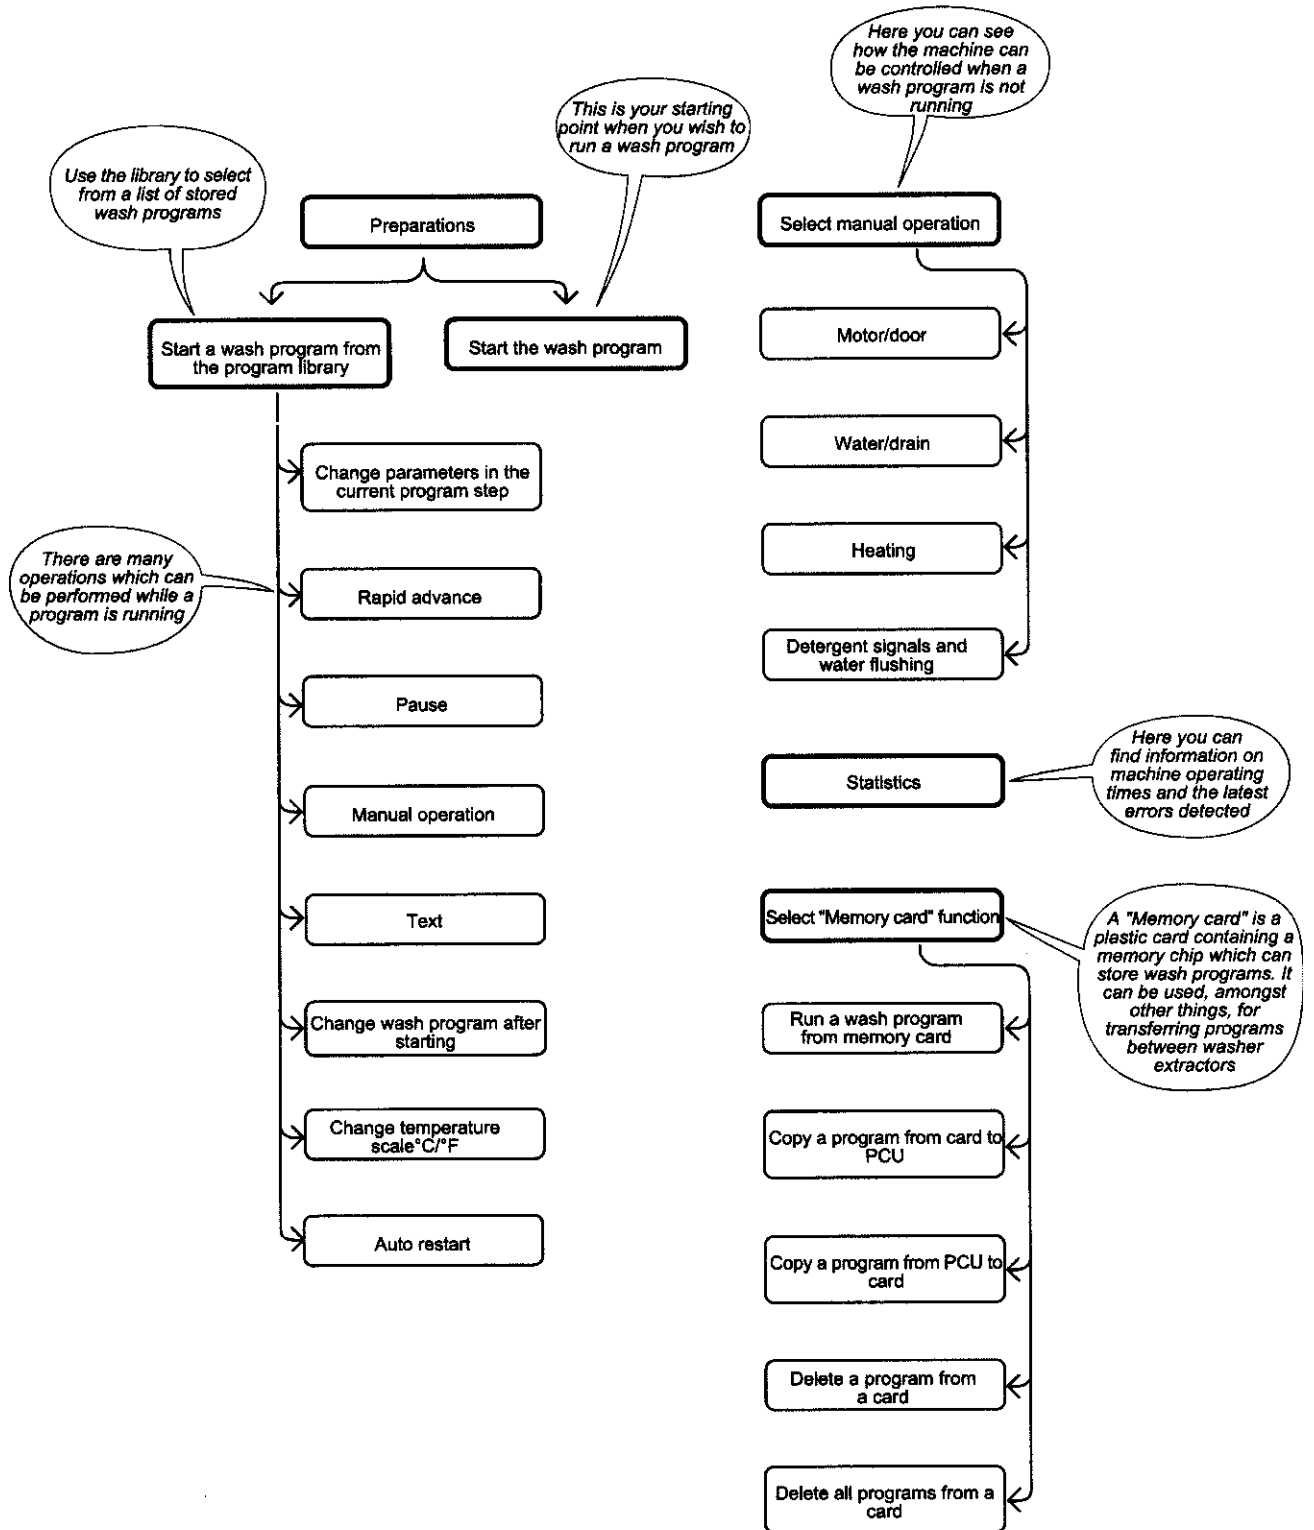 Here you can see
how the machine can
be controlled when a
wash program is not
running
This is your starting
point when you wish to
run a wash program
Use the library to select
from a list of stored
wash programs
Preparations
Select manual operation
Start a wash program from
the program library
Start the wash program
Motor/door
Water/drain
Heating
Detergent signals and
water flushing
Change parameters in the
current program step
There are many
operations which can
be performed while a
program is running
Rapid advance
Pause
Manual operation
Text
Change wash program after
starting
Change temperature
scale°C/°F
Auto restart
Statistics
Here you can
find information on
machine operating
times and the latest
errors detected
Select "Memory card" function
A "Memory card" is a
plastic card containing a
memory chip which can
store wash programs. It
can be used, amongst
other things, for
transferring programs
between washer
extractors
Run a wash program
from memory card
Copy a program from card to
PCU
Copy a program from PCU to
card
Delete a program from
a card
Delete all programs from a
card